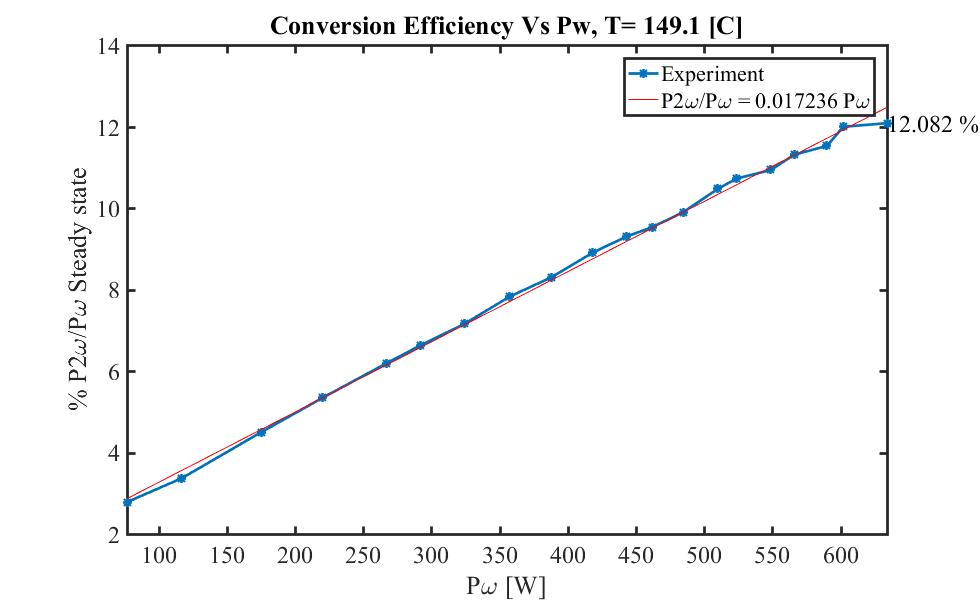 Conversion Efficiency Vs Pw, T= 149.1 [C]
14
12
10
8
6
4
2
% P2ω/Pω Steady state
Experiment
P2ω/Pω = 0.017236 Pω
12.082 %
100 150 200 250 300 350 400 450 500 550 600
Pω [W]